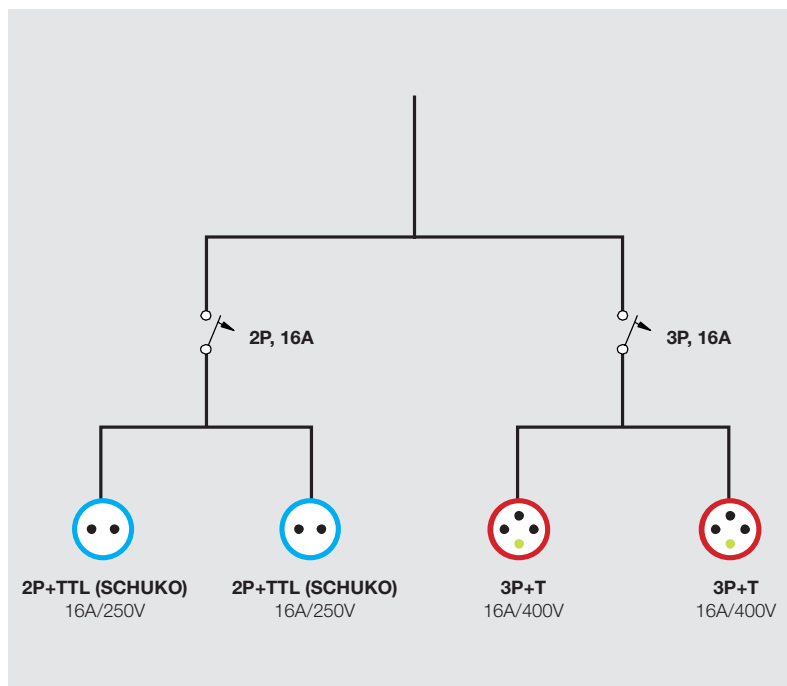 2P, 16A
3P, 16A
2P+TTL (SCHUKO)
16A/250V
2P+TTL (SCHUKO)
16A/250V
3P+T
16A/400V
3P+T
16A/400V